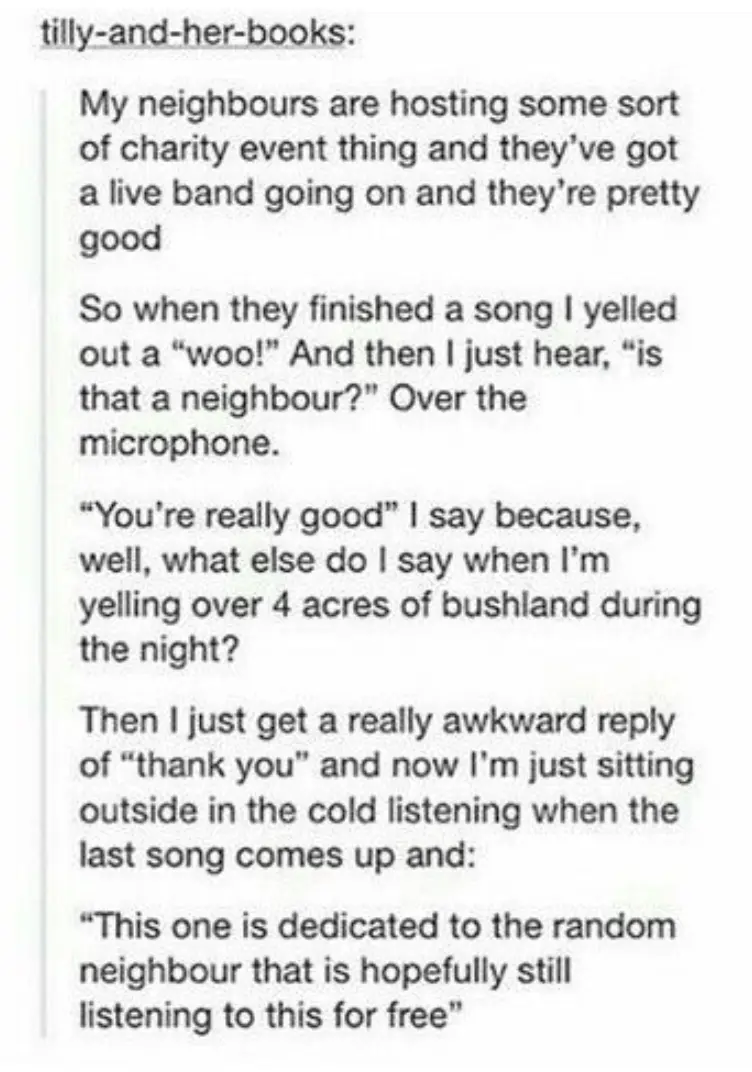 tilly-and-her-books:
My neighbours are hosting some sort
of charity event thing and they've got
a live band going on and they're pretty
good
So when they finished a song I yelled
out a “woo!” And then I just hear, “is
that a neighbour?” Over the
microphone.
“You're really good” I say because,
well, what else do I say when I'm
yelling over 4 acres of bushland during
the night?
Then I just get a really awkward reply
of “thank you” and now I'm just sitting
outside in the cold listening when the
last song comes up and:
“This one is dedicated to the random
neighbour that is hopefully still
listening to this for free”